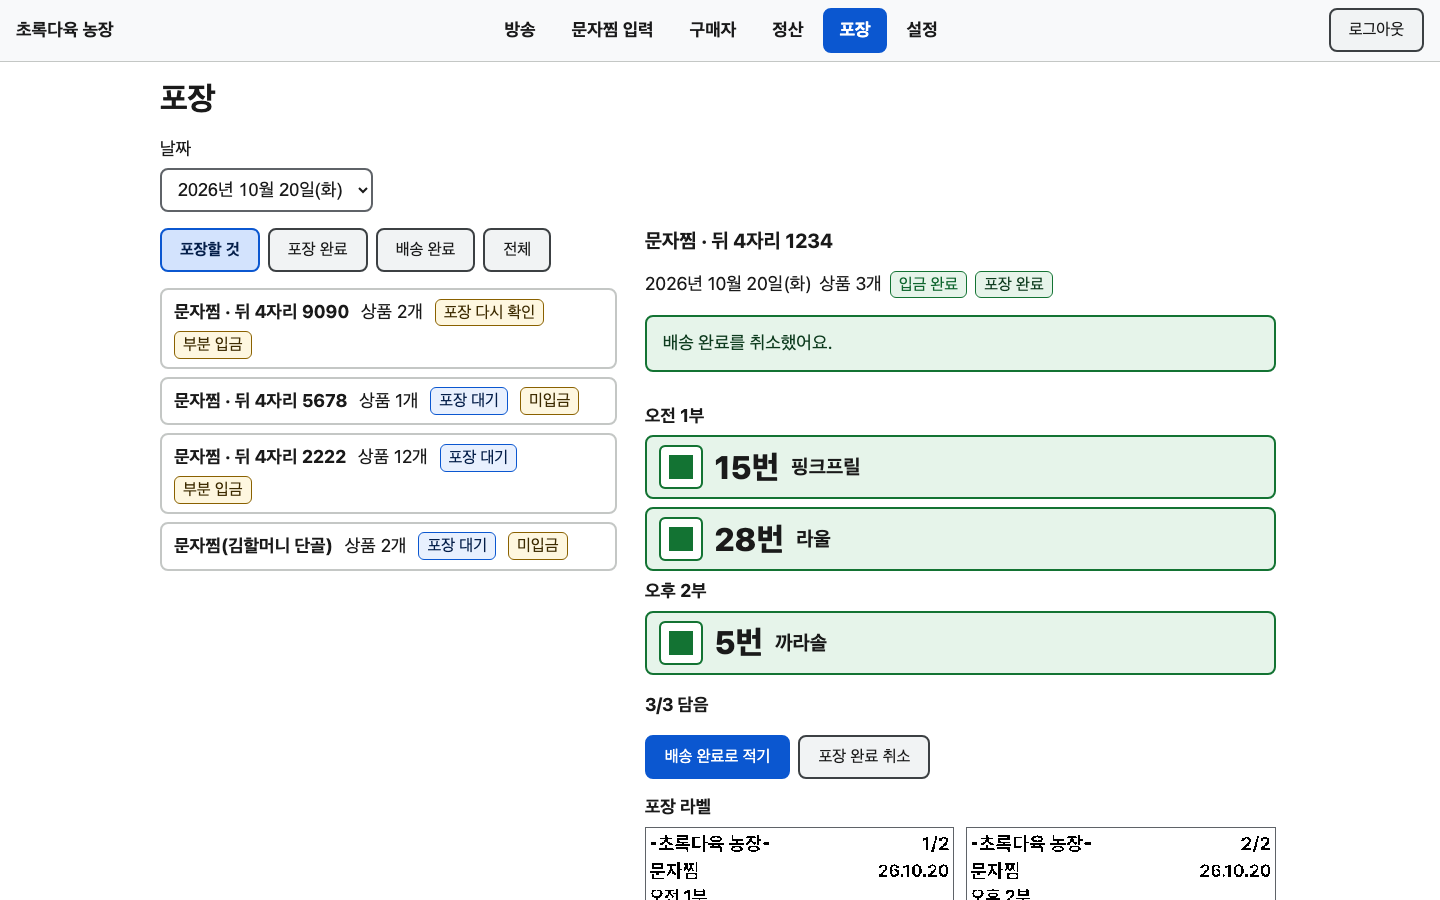 초록다육 농장
방송 문자찜 입력 구매자 정산 포장 설정
로그아웃
포장
날짜
2026년 10월 20일(화)
포장할 것 포장 완료 배송 완료 전체
문자찜 · 뒤 4자리 9090 상품 2개 포장 다시 확인
부분 입금
문자찜 · 뒤 4자리 5678 상품 1개 포장 대기 미입금
문자찜 · 뒤 4자리 2222 상품 12개 포장 대기
부분 입금
문자찜(김할머니 단골) 상품 2개 포장 대기 미입금
문자찜 · 뒤 4자리 1234
2026년 10월 20일(화) 상품 3개 입금 완료 포장 완료
배송 완료를 취소했어요.
오전 1부
15번 핑크프릴
28번 라울
오후 2부
5번 까라솔
3/3 담음
배송 완료로 적기 포장 완료 취소
포장 라벨
-초록다육 농장- 1/2
문자찜 26.10.20
오전 1부
-초록다육 농장- 2/2
문자찜 26.10.20
오후 2부